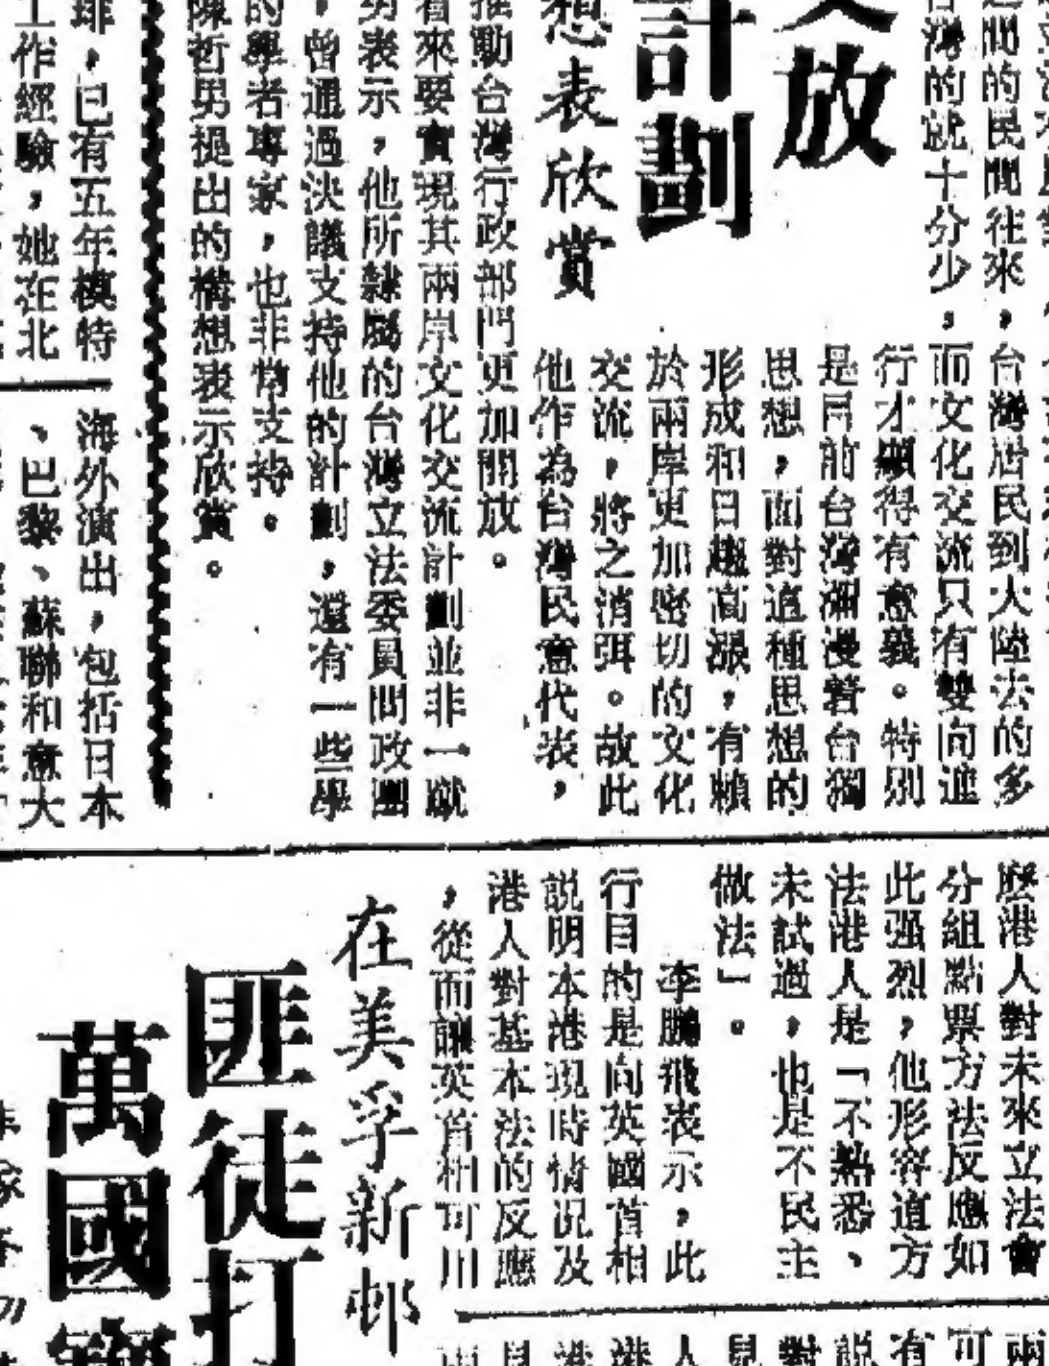 放
計劃
想表欣賞
台灣的就十分少，
這間的民間往來，
台灣居民到大陸去的多
而文化交流只有雙向進
行才顯得有意義。特別
是目前台灣瀰漫着台獨
思想，面對這種思想的
形成和日趨高漲，有賴
於兩岸更加密切的文化
交流，將之消弭。故此
他作為台灣民意代表，
推動台灣行政部門更加開放。
看來要實現其兩岸文化交流計劃並非一蹴
男表示，他所隸屬的台灣立法委員問政團
，曾通過決議支持他的計劃，還有一些學
的學者專家，也非常支持。
陳哲男提出的構想表示欣賞。
排，已有五年模特
工作經驗，她在北
海外演出，包括日本
、巴黎、蘇聯和意大
麼港人對未來立法會
分組點票方法反應如
此强烈，他形容這方
法港人是「不熟悉、
未試過，也是不民主
做法」。
李鵬飛表示，此
行目的是向英國首相
説明本港現時情況及
港人對基本法的反應
，從而讓英首相可川
在美孚新邨
匪徒打
萬國寶